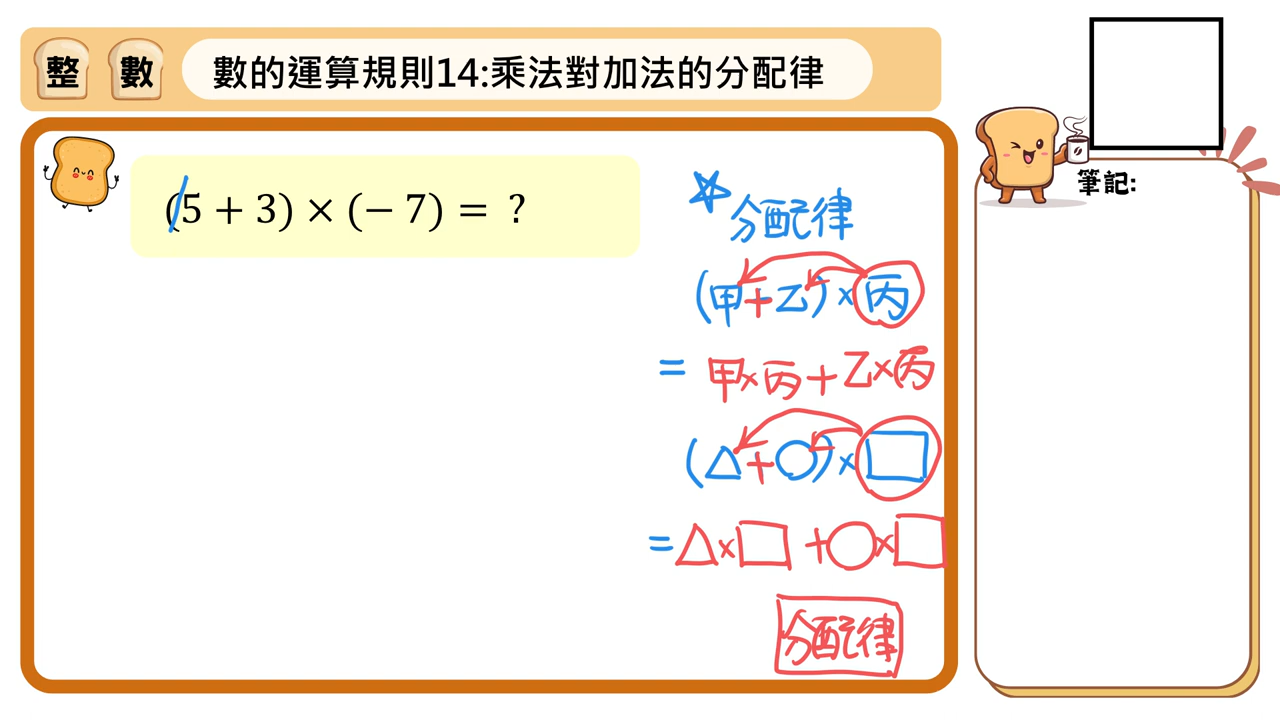 整 數 數的運算規則14:乘法對加法的分配律
(5 + 3) × (− 7) = ?
分配律
(甲+乙)×丙
= 甲×丙+乙×丙
(△+○)×□
= △×□+○×□
分配律
筆記: